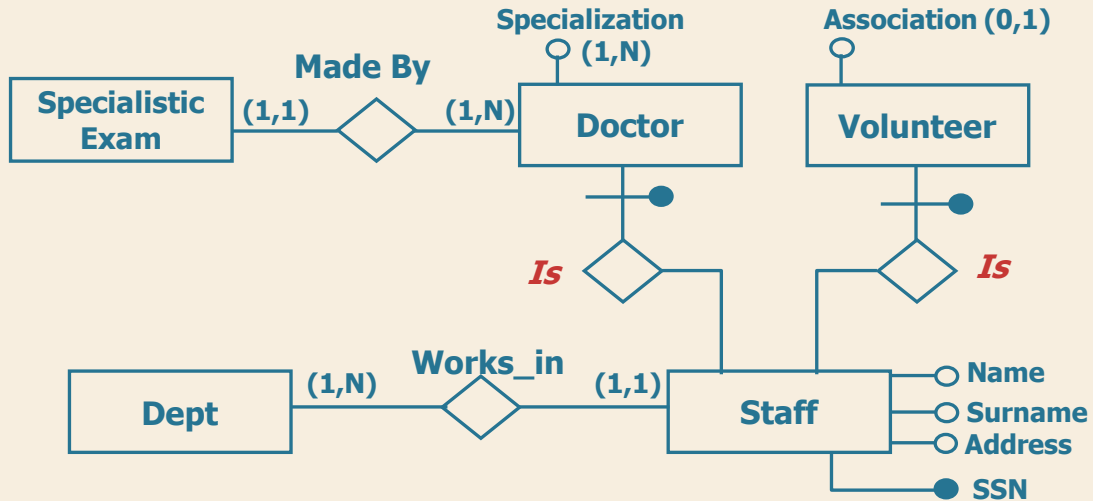 Specialization
(1,N)
Association (0,1)
Made By
Specialistic
Exam
(1,1)
(1,N)
Doctor
Volunteer
Is
Is
Works_in
(1,N)
(1,1)
Dept
Staff
Name
Surname
Address
SSN